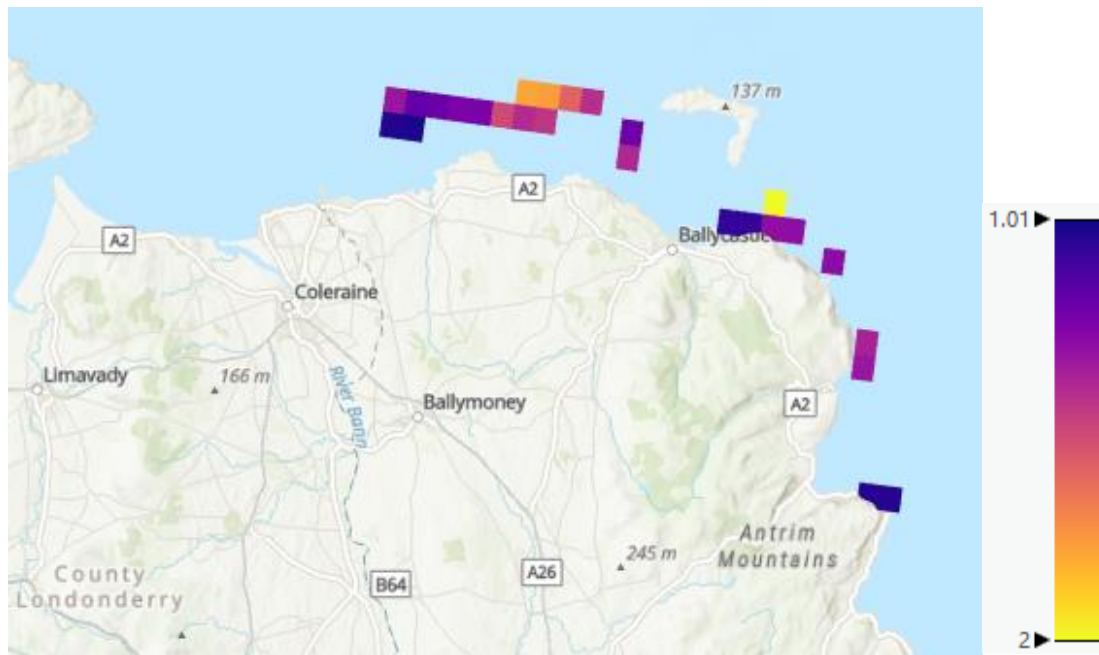 137 m
1.01
A2
A2
Coleraine
Limavady
166 m
River Bann
Ballymoney
A2
245 m
Antrim
Mountains
A26
B64
County
Londonderry
2